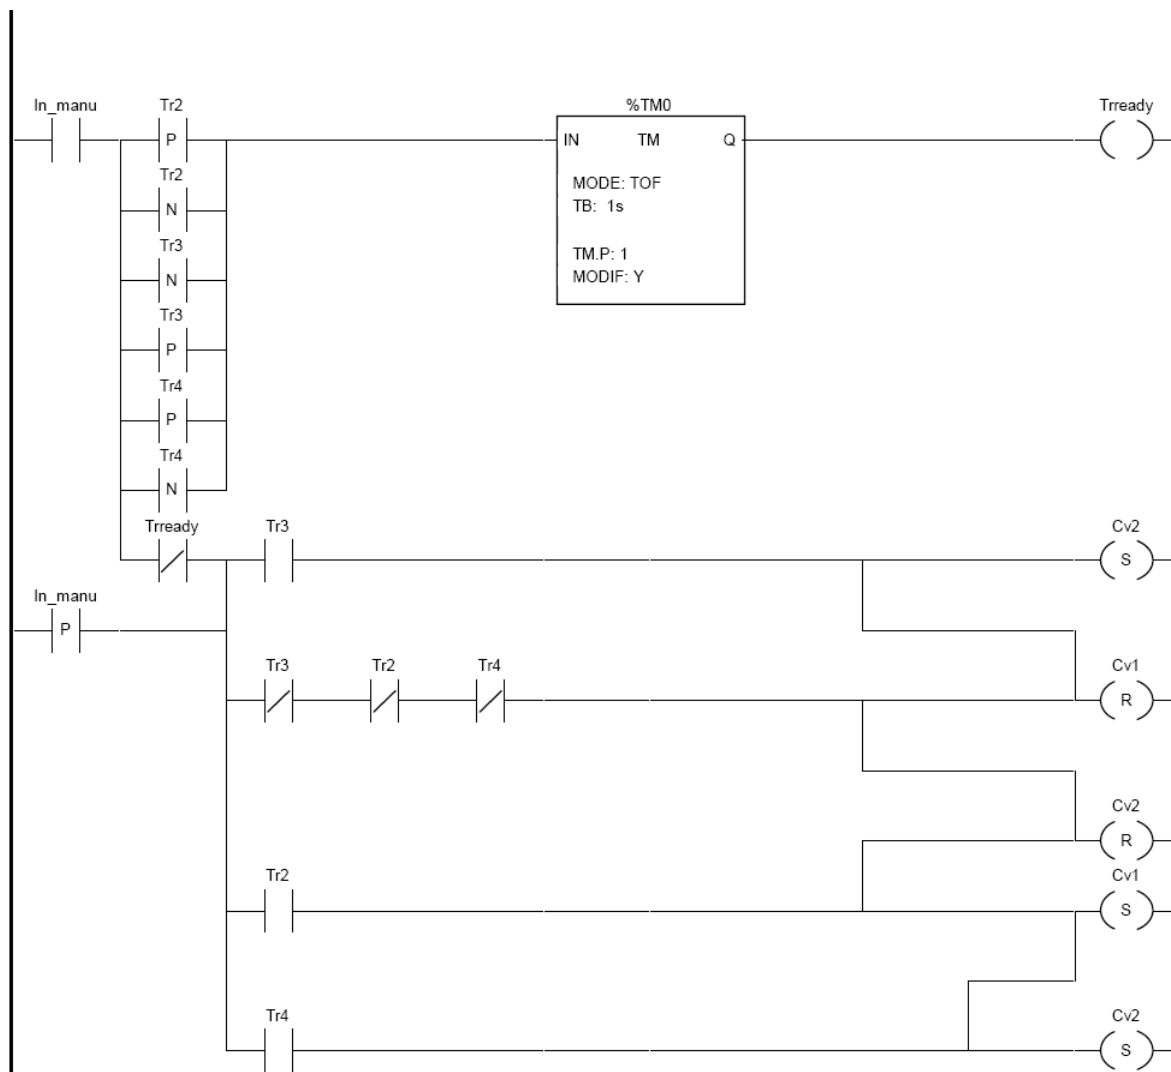 In_manu Tr2 %TM0 Trready
P IN TM Q
Tr2
MODE: TOF
N TB: 1s
Tr3
TM.P: 1
N MODIF: Y
Tr3
P
Tr4
P
Tr4
N
Trready Tr3 Cv2
S
In_manu
P
Tr3 Tr2 Tr4 Cv1
R
Cv2
R
Tr2 Cv1
S
Tr4 Cv2
S